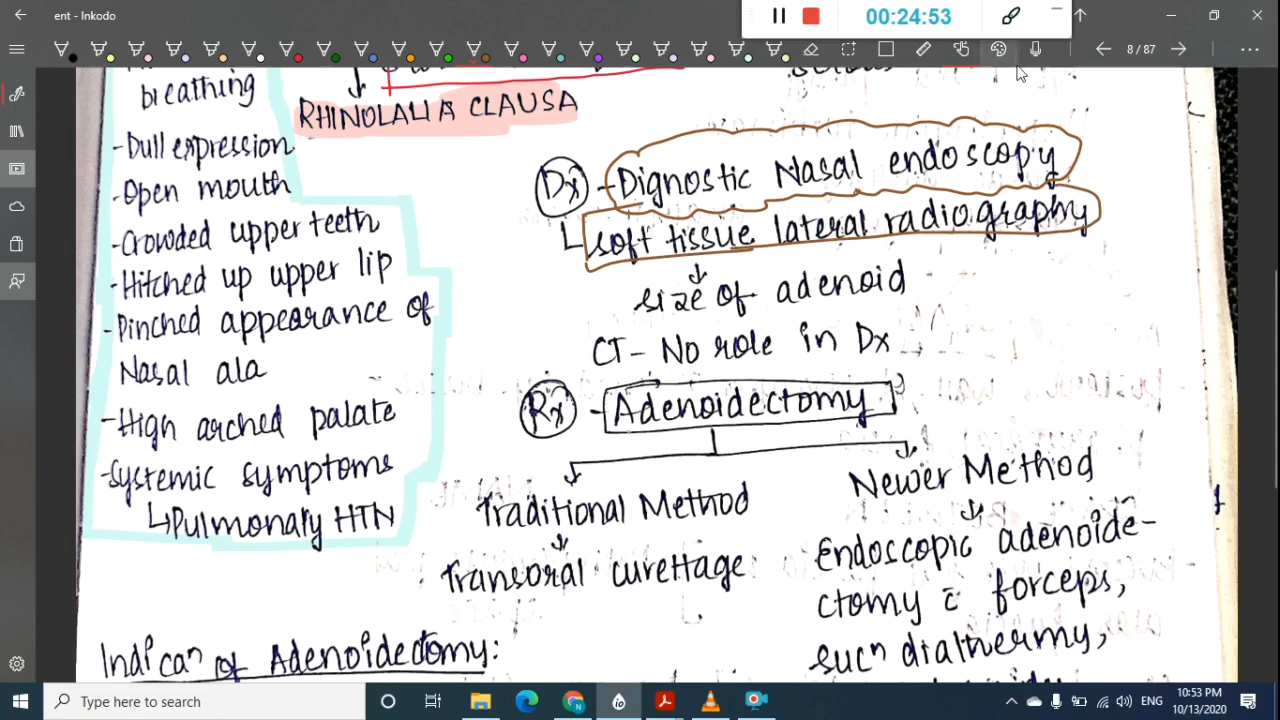 ent - Inkodo
00:24:53
8 / 87
breathing
RHINOLALIA CLAUSA
-Dull expression
-Open mouth
-Crowded upper teeth
-Hitched up upper lip
-Pinched appearance of
Nasal ala
-High arched palate
-Systemic symptoms
Pulmonary HTN
Dx - Dignostic Nasal endoscopy
soft tissue lateral radiography
size of adenoid
CT - No role in Dx
Rx - Adenoidectomy
Traditional Method
Transoral curettage
Newer Method
Endoscopic adenoide-
ctomy c̄ forceps,
sucⁿ diathermy,
Indicaⁿ of Adenoidectomy:
Type here to search
ENG
10:53 PM
10/13/2020